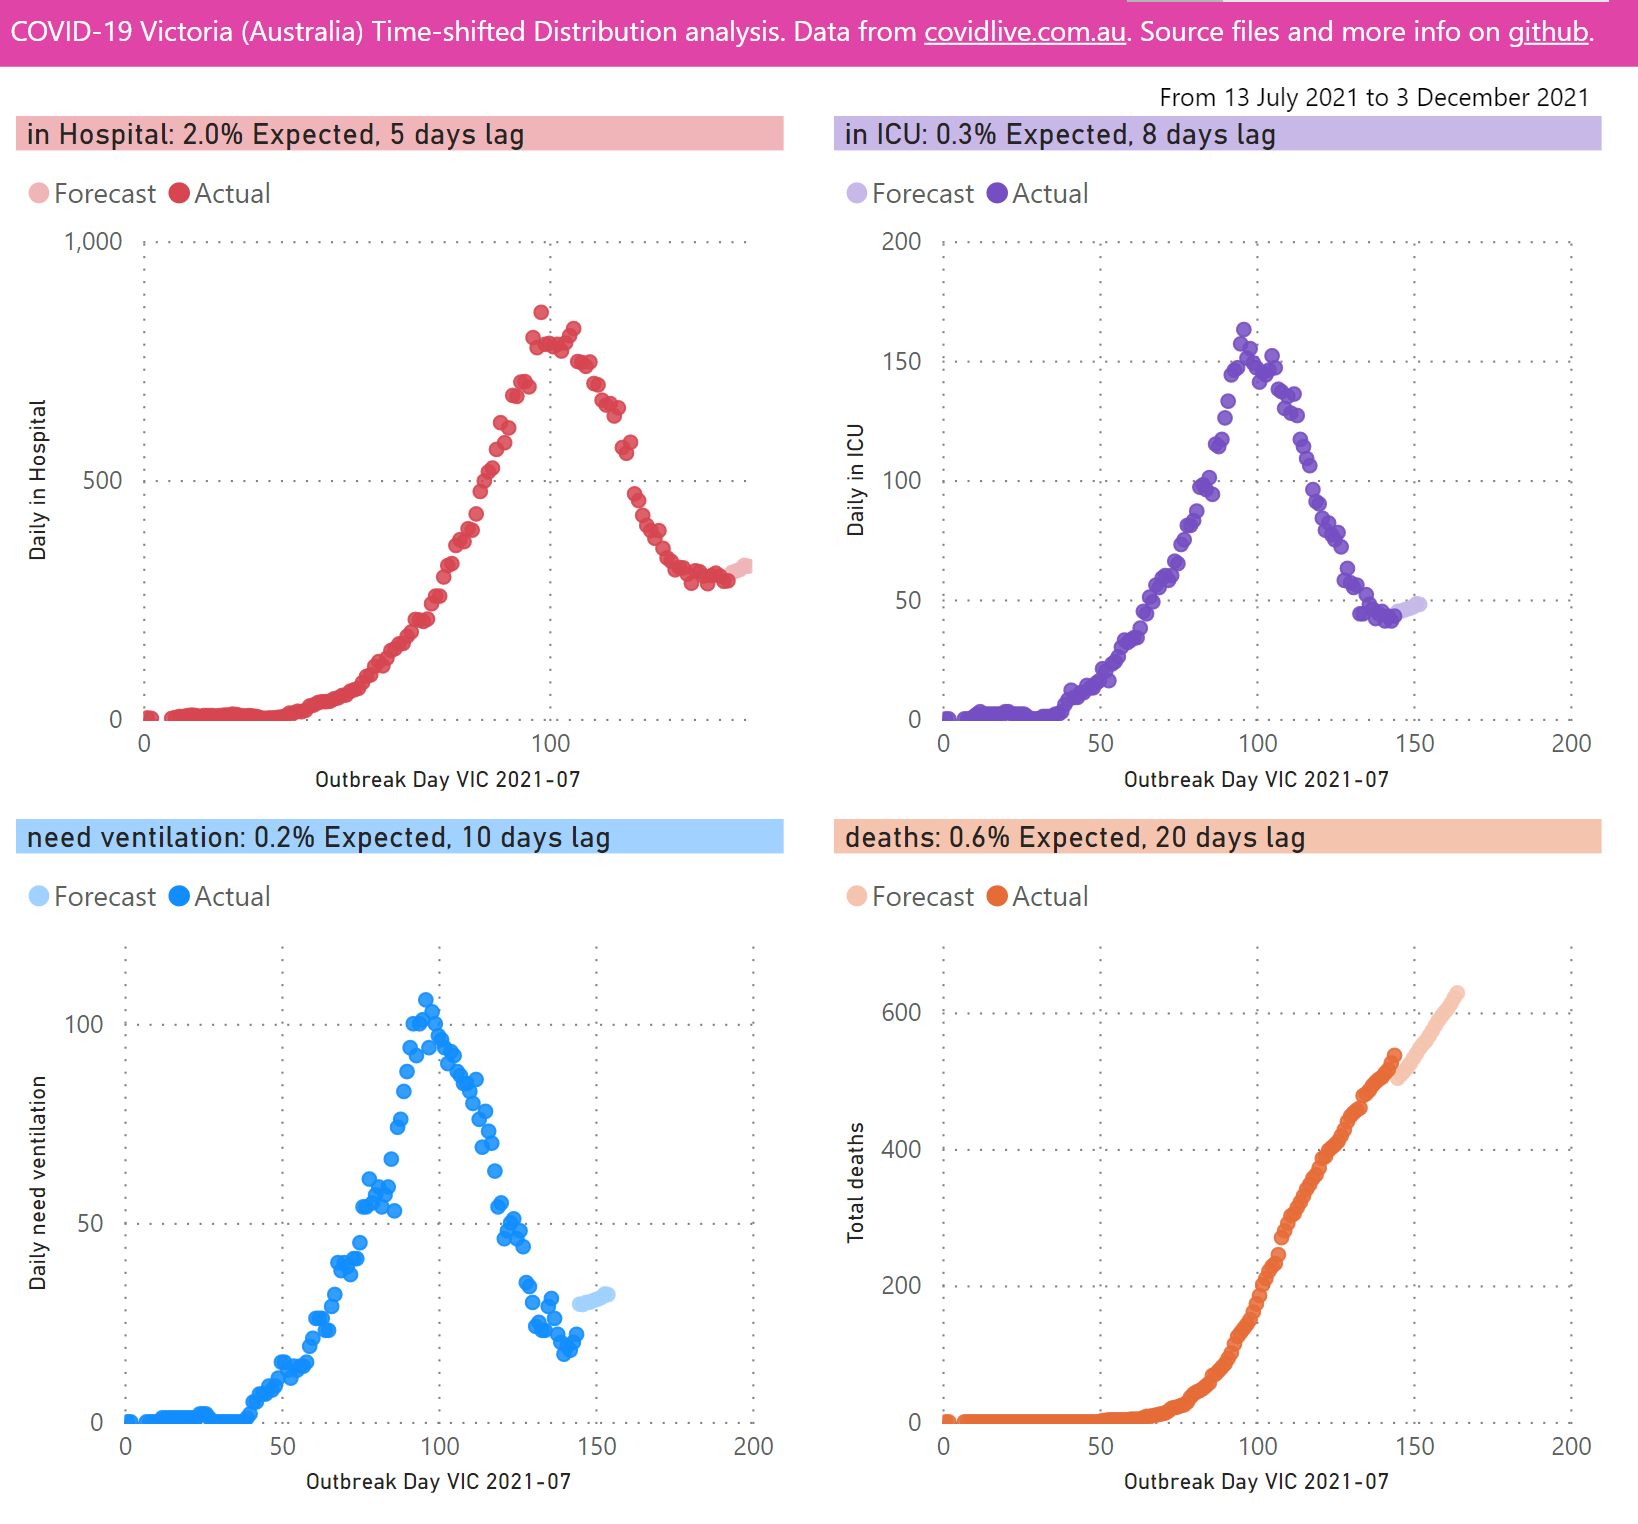 COVID-19 Victoria (Australia) Time-shifted Distribution analysis. Data from covidlive.com.au. Source files and more info on github.
From 13 July 2021 to 3 December 2021
in Hospital: 2.0% Expected, 5 days lag
Forecast Actual
Daily in Hospital
1,000
500
0
0 100
Outbreak Day VIC 2021-07
in ICU: 0.3% Expected, 8 days lag
Forecast Actual
Daily in ICU
200
150
100
50
0
0 50 100 150 200
Outbreak Day VIC 2021-07
need ventilation: 0.2% Expected, 10 days lag
Forecast Actual
Daily need ventilation
100
50
0
0 50 100 150 200
Outbreak Day VIC 2021-07
deaths: 0.6% Expected, 20 days lag
Forecast Actual
Total deaths
600
400
200
0
0 50 100 150 200
Outbreak Day VIC 2021-07